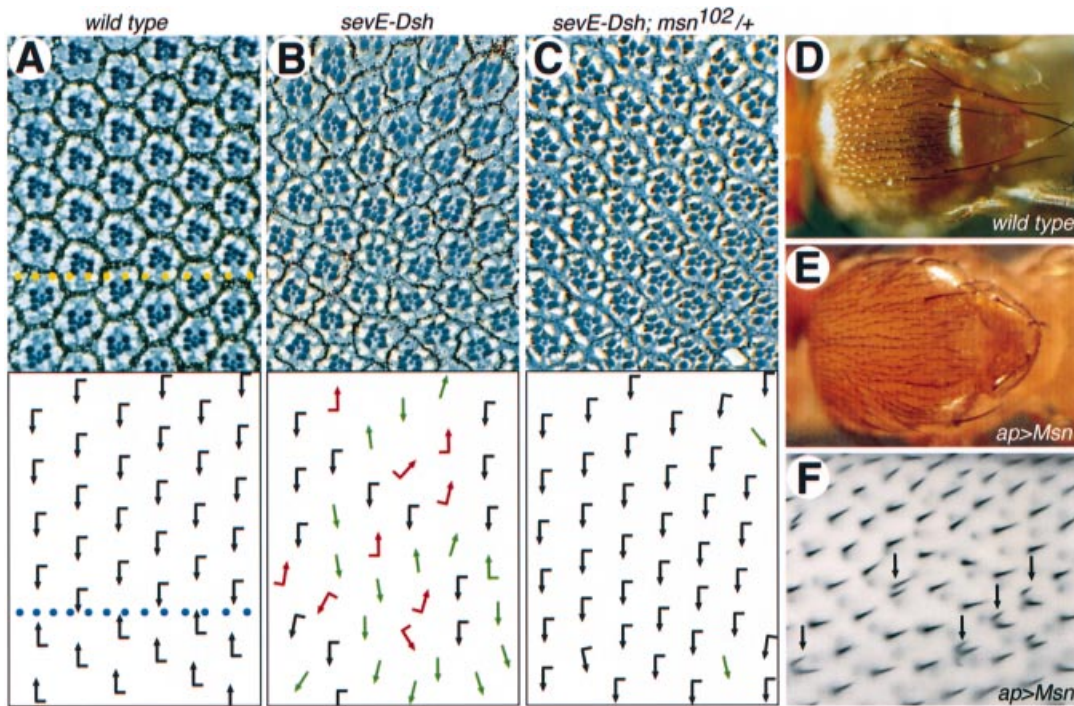 wild type
sevE-Dsh
sevE-Dsh; msn102/+
A
B
C
D
wild type
E
ap>Msn
F
ap>Msn